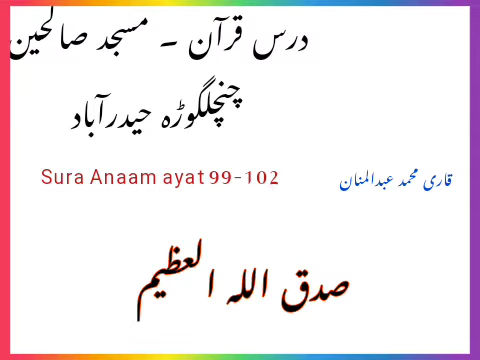 درس قرآن ۔ مسجد صالحین
چنچلگوڑہ حیدرآباد
Sura Anaam ayat 99-102
قاری محمد عبدالمنان
صدق اللہ العظیم